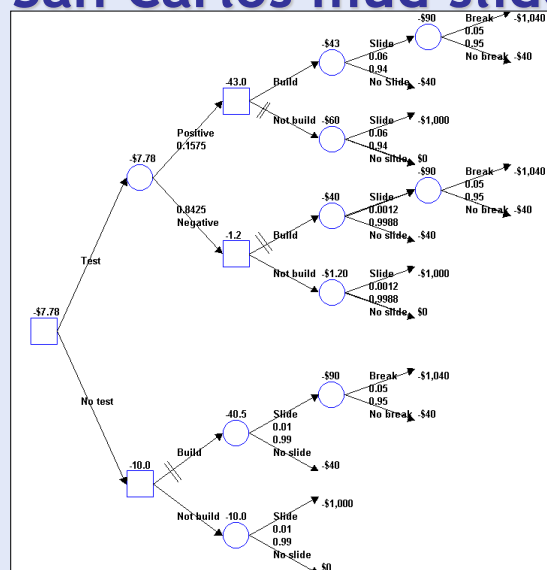 San Carlos mud slide
-$90
Break
-$1,040
0.05
0.95
No break
-$40
-$43
Slide
0.06
0.94
No Slide
-$40
-43.0
Build
Not build
-$60
Slide
0.06
0.94
No slide
-$1,000
$0
Positive
0.1575
-$7.78
0.8425
Negative
-$90
Break
-$1,040
0.05
0.95
No break
-$40
-$40
Slide
0.0012
0.9988
No slide
-$40
-1.2
Build
Not build
-$1.20
Slide
0.0012
0.9988
No slide
-$1,000
$0
Test
-$7.78
No test
-$90
Break
-$1,040
0.05
0.95
No break
-$40
-40.5
Slide
0.01
0.99
No slide
-$40
-10.0
Build
Not build
-10.0
Slide
0.01
0.99
No slide
-$1,000
$0